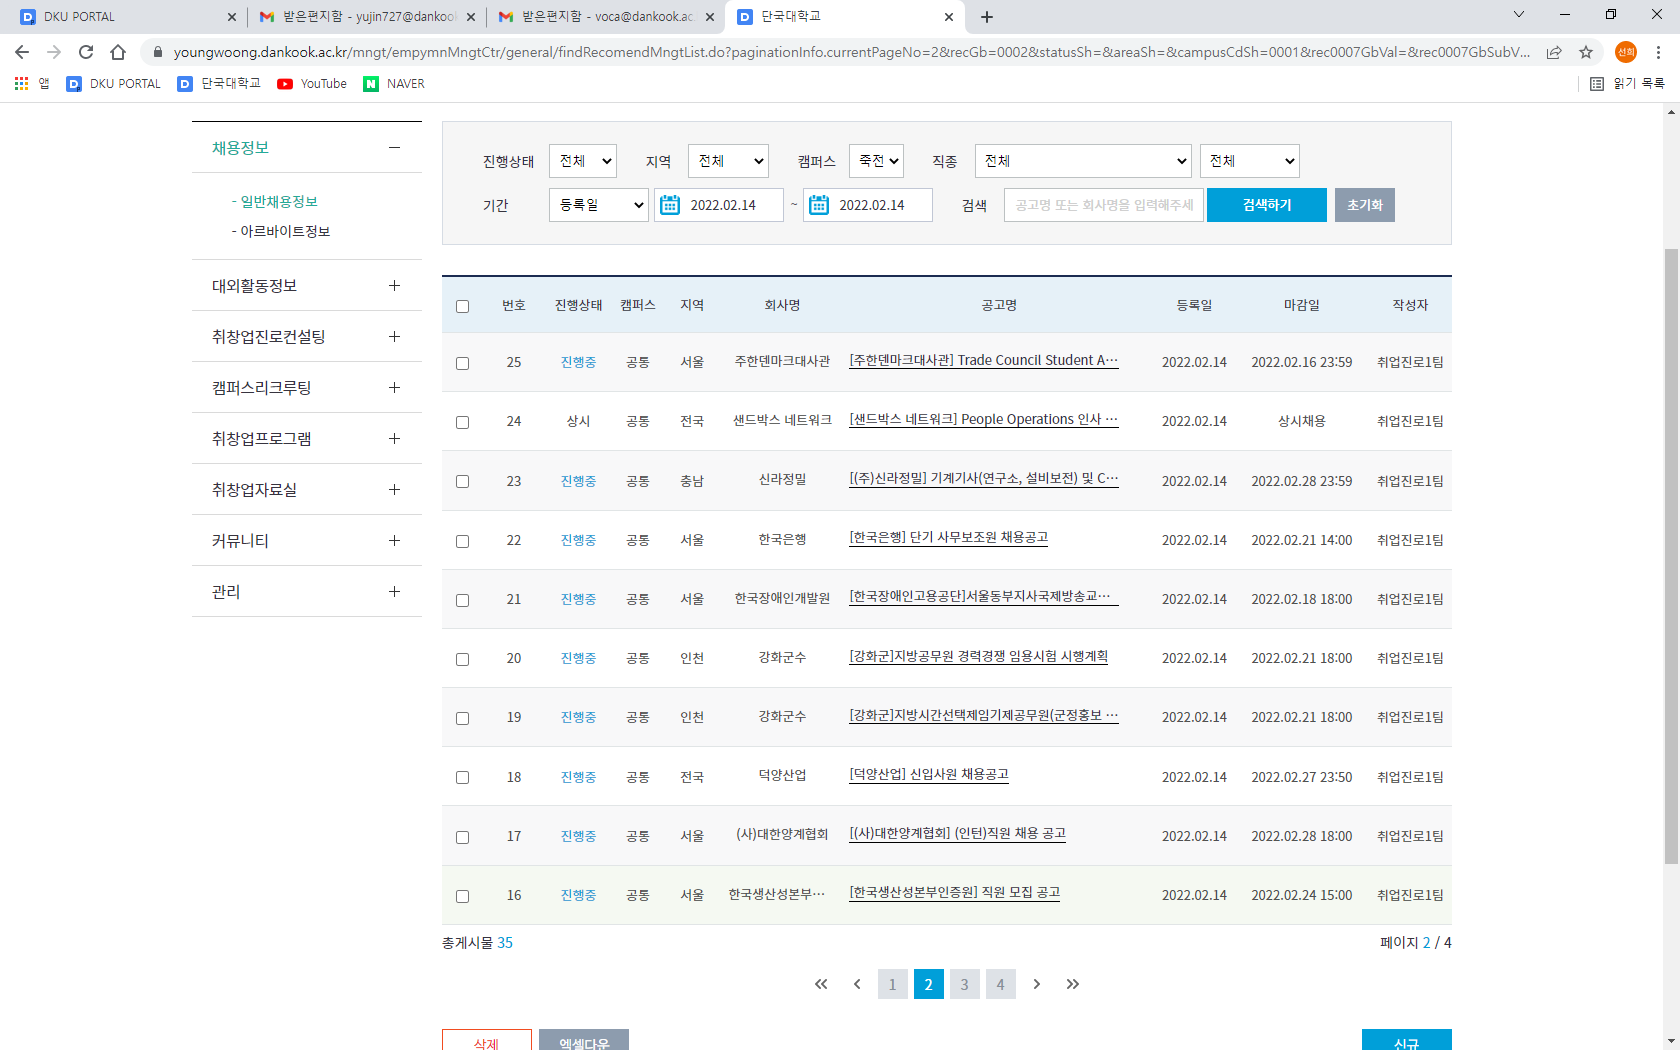 DKU PORTAL
받은편지함 - yujin727@dankook
받은편지함 - voca@dankook.ac.
단국대학교
youngwoong.dankook.ac.kr/mngt/empymnMngtCtr/general/findRecomendMngtList.do?paginationInfo.currentPageNo=2&recGb=0002&statusSh=&areaSh=&campusCdSh=0001&rec0007GbVal=&rec0007GbSubV...
선희
앱 DKU PORTAL 단국대학교 YouTube NAVER 읽기 목록
채용정보
- 일반채용정보
- 아르바이트정보
대외활동정보
취창업진로컨설팅
캠퍼스리크루팅
취창업프로그램
취창업자료실
커뮤니티
관리
진행상태 전체 지역 전체 캠퍼스 죽전 직종 전체 전체
기간 등록일 2022.02.14 ~ 2022.02.14 검색 공고명 또는 회사명을 입력해주세 검색하기 초기화
번호 진행상태 캠퍼스 지역 회사명 공고명 등록일 마감일 작성자
25 진행중 공통 서울 주한덴마크대사관 [주한덴마크대사관] Trade Council Student A··· 2022.02.14 2022.02.16 23:59 취업진로1팀
24 상시 공통 전국 샌드박스 네트워크 [샌드박스 네트워크] People Operations 인사 ··· 2022.02.14 상시채용 취업진로1팀
23 진행중 공통 충남 신라정밀 [(주)신라정밀] 기계기사(연구소, 설비보전) 및 C··· 2022.02.14 2022.02.28 23:59 취업진로1팀
22 진행중 공통 서울 한국은행 [한국은행] 단기 사무보조원 채용공고 2022.02.14 2022.02.21 14:00 취업진로1팀
21 진행중 공통 서울 한국장애인개발원 [한국장애인고용공단]서울동부지사국제방송교··· 2022.02.14 2022.02.18 18:00 취업진로1팀
20 진행중 공통 인천 강화군수 [강화군]지방공무원 경력경쟁 임용시험 시행계획 2022.02.14 2022.02.21 18:00 취업진로1팀
19 진행중 공통 인천 강화군수 [강화군]지방시간선택제임기제공무원(군정홍보 ··· 2022.02.14 2022.02.21 18:00 취업진로1팀
18 진행중 공통 전국 덕양산업 [덕양산업] 신입사원 채용공고 2022.02.14 2022.02.27 23:50 취업진로1팀
17 진행중 공통 서울 (사)대한양계협회 [(사)대한양계협회] (인턴)직원 채용 공고 2022.02.14 2022.02.28 18:00 취업진로1팀
16 진행중 공통 서울 한국생산성본부··· [한국생산성본부인증원] 직원 모집 공고 2022.02.14 2022.02.24 15:00 취업진로1팀
총게시물 35 페이지 2 / 4
1 2 3 4
삭제 엑셀다운 신규